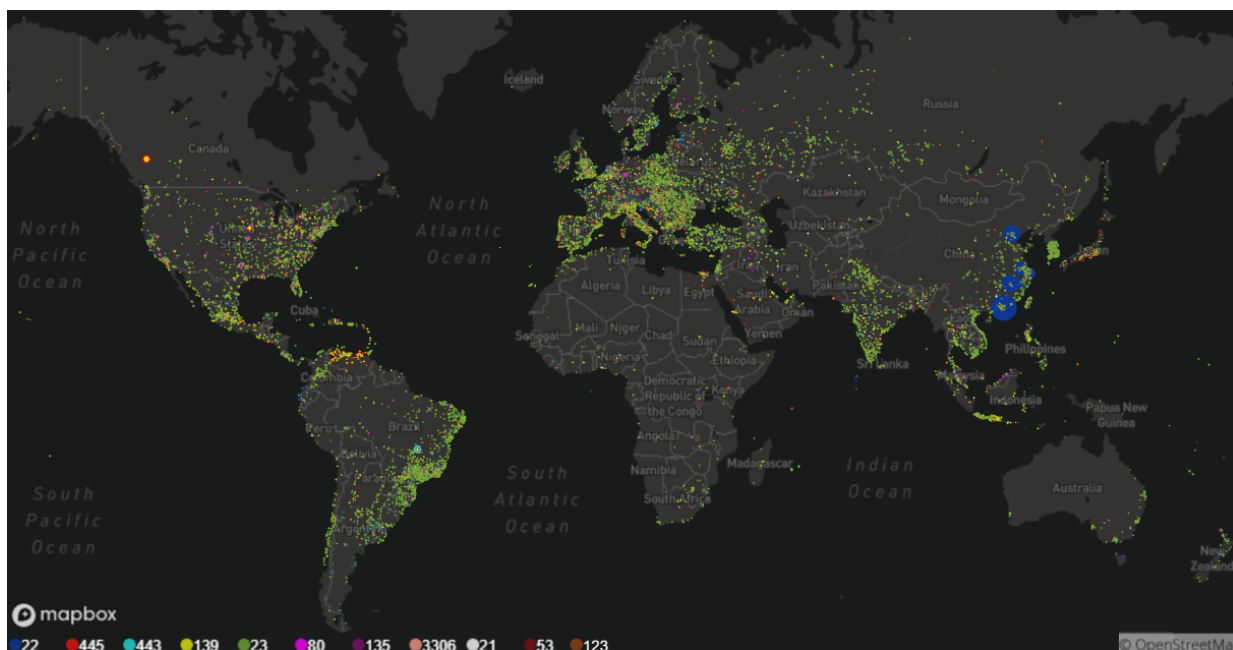 Iceland
Sweden
Norway
Russia
Canada
North
Pacific
Ocean
North
Atlantic
Ocean
Kazakhstan
Mongolia
Uzbekistan
China
Japan
Tunisia
Iran
Pakistan
Algeria
Libya
Egypt
Saudi
Arabia
Oman
Cuba
Senegal
Mali
Niger
Chad
Sudan
Yemen
Nigeria
Ethiopia
Philippines
Sri Lanka
Malaysia
Colombia
Democratic
Republic of
the Congo
Kenya
Indonesia
Papua New
Guinea
Peru
Brazil
Angola
Bolivia
Namibia
Madagascar
Indian
Ocean
South
Pacific
Ocean
South
Atlantic
Ocean
Australia
South Africa
New
Zealand
mapbox
22 445 443 139 23 80 135 3306 21 53 123
© OpenStreetMa